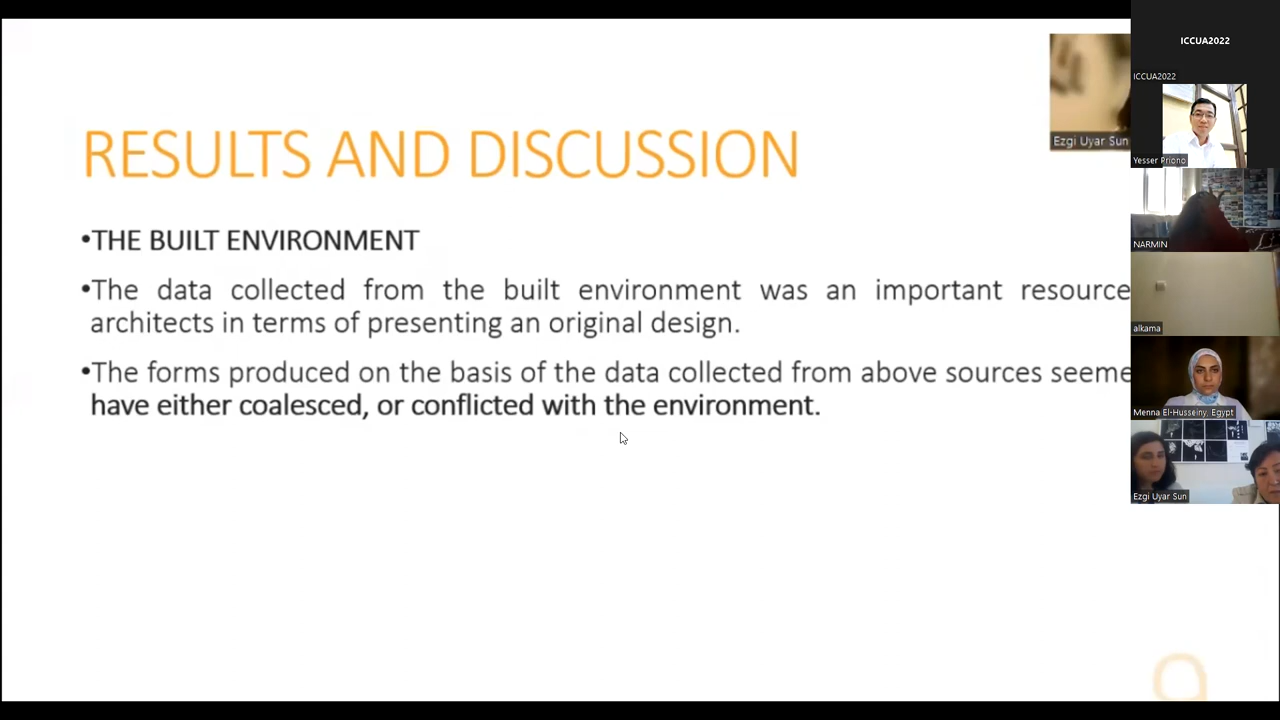 RESULTS AND DISCUSSION
•THE BUILT ENVIRONMENT
•The data collected from the built environment was an important resource
architects in terms of presenting an original design.
•The forms produced on the basis of the data collected from above sources seeme
have either coalesced, or conflicted with the environment.
Ezgi Uyar Sun
ICCUA2022
ICCUA2022
Yesser Priono
NARMIN
alkama
Menna El-Husseiny, Egypt
Ezgi Uyar Sun